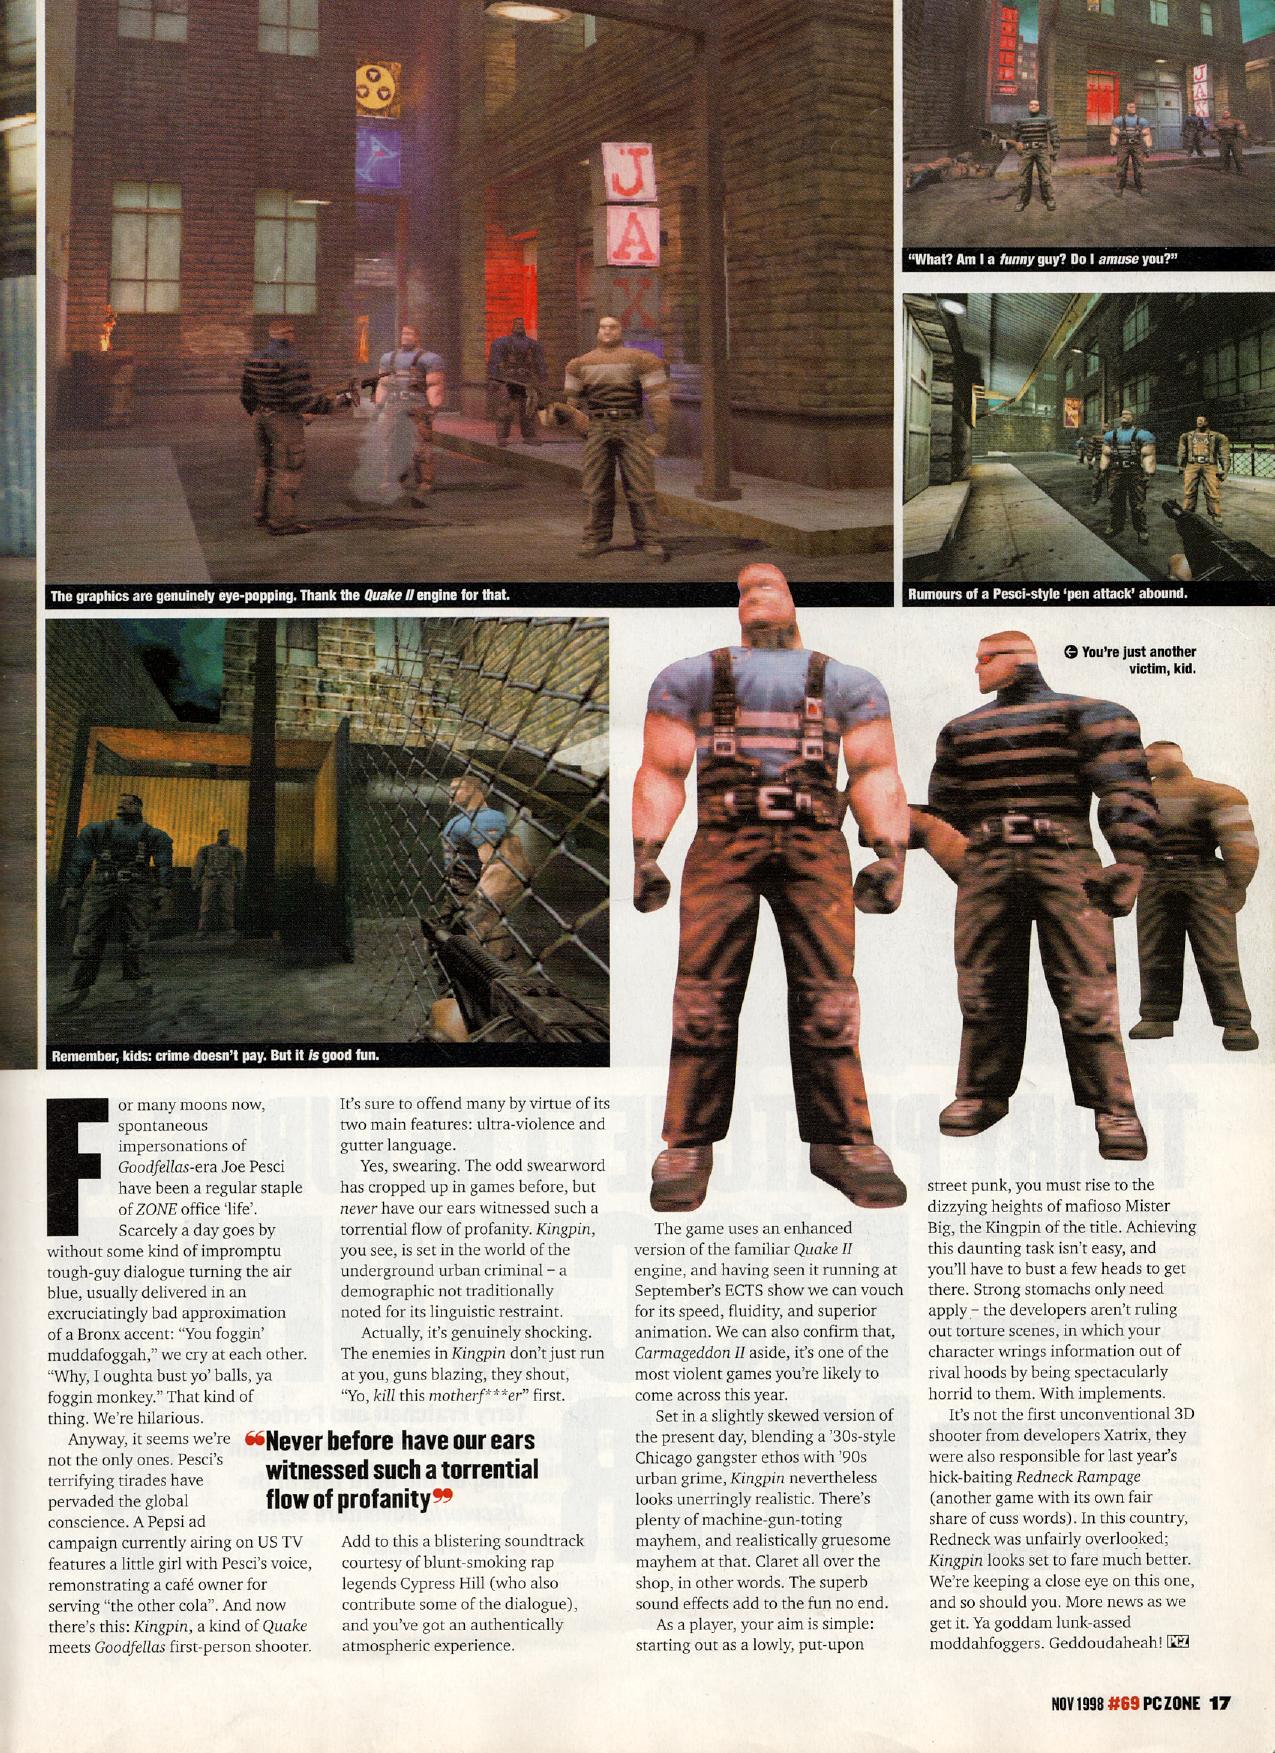 J
A
X
J
A
X
"What? Am I a funny guy? Do I amuse you?"
The graphics are genuinely eye-popping. Thank the Quake II engine for that.
Rumours of a Pesci-style 'pen attack' abound.
You're just another
victim, kid.
Remember, kids: crime doesn't pay. But it is good fun.
For many moons now,
spontaneous
impersonations of
Goodfellas-era Joe Pesci
have been a regular staple
of ZONE office 'life'.
Scarcely a day goes by
without some kind of impromptu
tough-guy dialogue turning the air
blue, usually delivered in an
excruciatingly bad approximation
of a Bronx accent: "You foggin'
muddafoggah," we cry at each other.
"Why, I oughta bust yo' balls, ya
foggin monkey." That kind of
thing. We're hilarious.
Anyway, it seems we're
not the only ones. Pesci's
terrifying tirades have
pervaded the global
conscience. A Pepsi ad
campaign currently airing on US TV
features a little girl with Pesci's voice,
remonstrating a café owner for
serving "the other cola". And now
there's this: Kingpin, a kind of Quake
meets Goodfellas first-person shooter.
It's sure to offend many by virtue of its
two main features: ultra-violence and
gutter language.
Yes, swearing. The odd swearword
has cropped up in games before, but
never have our ears witnessed such a
torrential flow of profanity. Kingpin,
you see, is set in the world of the
underground urban criminal – a
demographic not traditionally
noted for its linguistic restraint.
Actually, it's genuinely shocking.
The enemies in Kingpin don't just run
at you, guns blazing, they shout,
"Yo, kill this motherf***er" first.
“Never before have our ears
witnessed such a torrential
flow of profanity”
Add to this a blistering soundtrack
courtesy of blunt-smoking rap
legends Cypress Hill (who also
contribute some of the dialogue),
and you've got an authentically
atmospheric experience.
The game uses an enhanced
version of the familiar Quake II
engine, and having seen it running at
September's ECTS show we can vouch
for its speed, fluidity, and superior
animation. We can also confirm that,
Carmageddon II aside, it's one of the
most violent games you're likely to
come across this year.
Set in a slightly skewed version of
the present day, blending a '30s-style
Chicago gangster ethos with '90s
urban grime, Kingpin nevertheless
looks unerringly realistic. There's
plenty of machine-gun-toting
mayhem, and realistically gruesome
mayhem at that. Claret all over the
shop, in other words. The superb
sound effects add to the fun no end.
As a player, your aim is simple:
starting out as a lowly, put-upon
street punk, you must rise to the
dizzying heights of mafioso Mister
Big, the Kingpin of the title. Achieving
this daunting task isn't easy, and
you'll have to bust a few heads to get
there. Strong stomachs only need
apply – the developers aren't ruling
out torture scenes, in which your
character wrings information out of
rival hoods by being spectacularly
horrid to them. With implements.
It's not the first unconventional 3D
shooter from developers Xatrix, they
were also responsible for last year's
hick-baiting Redneck Rampage
(another game with its own fair
share of cuss words). In this country,
Redneck was unfairly overlooked;
Kingpin looks set to fare much better.
We're keeping a close eye on this one,
and so should you. More news as we
get it. Ya goddam lunk-assed
moddahfoggers. Geddoudaheah! PCZ
NOV 1998 #69 PC ZONE 17